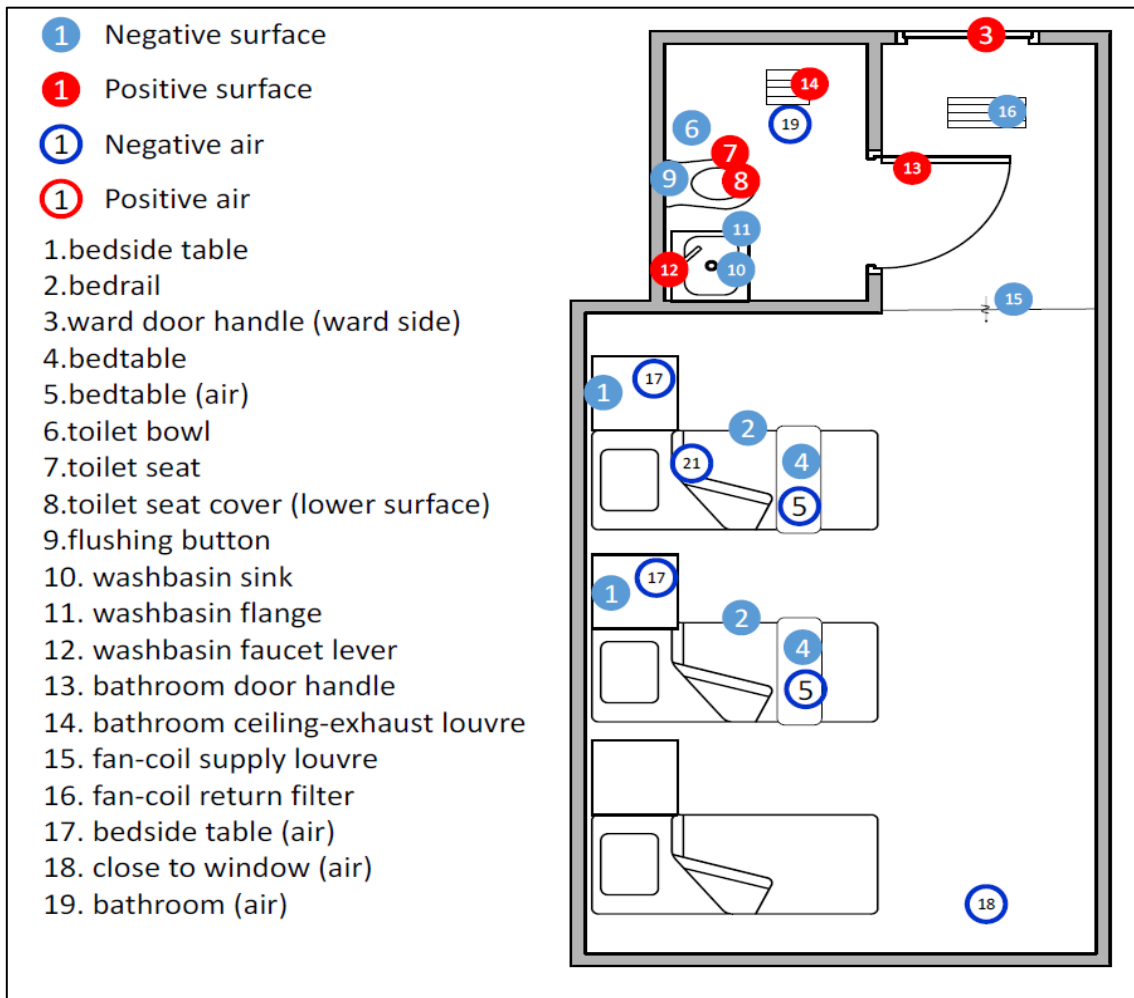 1 Negative surface
1 Positive surface
1 Negative air
1 Positive air
1.bedside table
2.bedrail
3.ward door handle (ward side)
4.bedtable
5.bedtable (air)
6.toilet bowl
7.toilet seat
8.toilet seat cover (lower surface)
9.flushing button
10. washbasin sink
11. washbasin flange
12. washbasin faucet lever
13. bathroom door handle
14. bathroom ceiling-exhaust louvre
15. fan-coil supply louvre
16. fan-coil return filter
17. bedside table (air)
18. close to window (air)
19. bathroom (air)
3
14
16
19
6
7
13
9
8
11
12
10
15
17
1
2
21
4
5
17
1
2
4
5
18